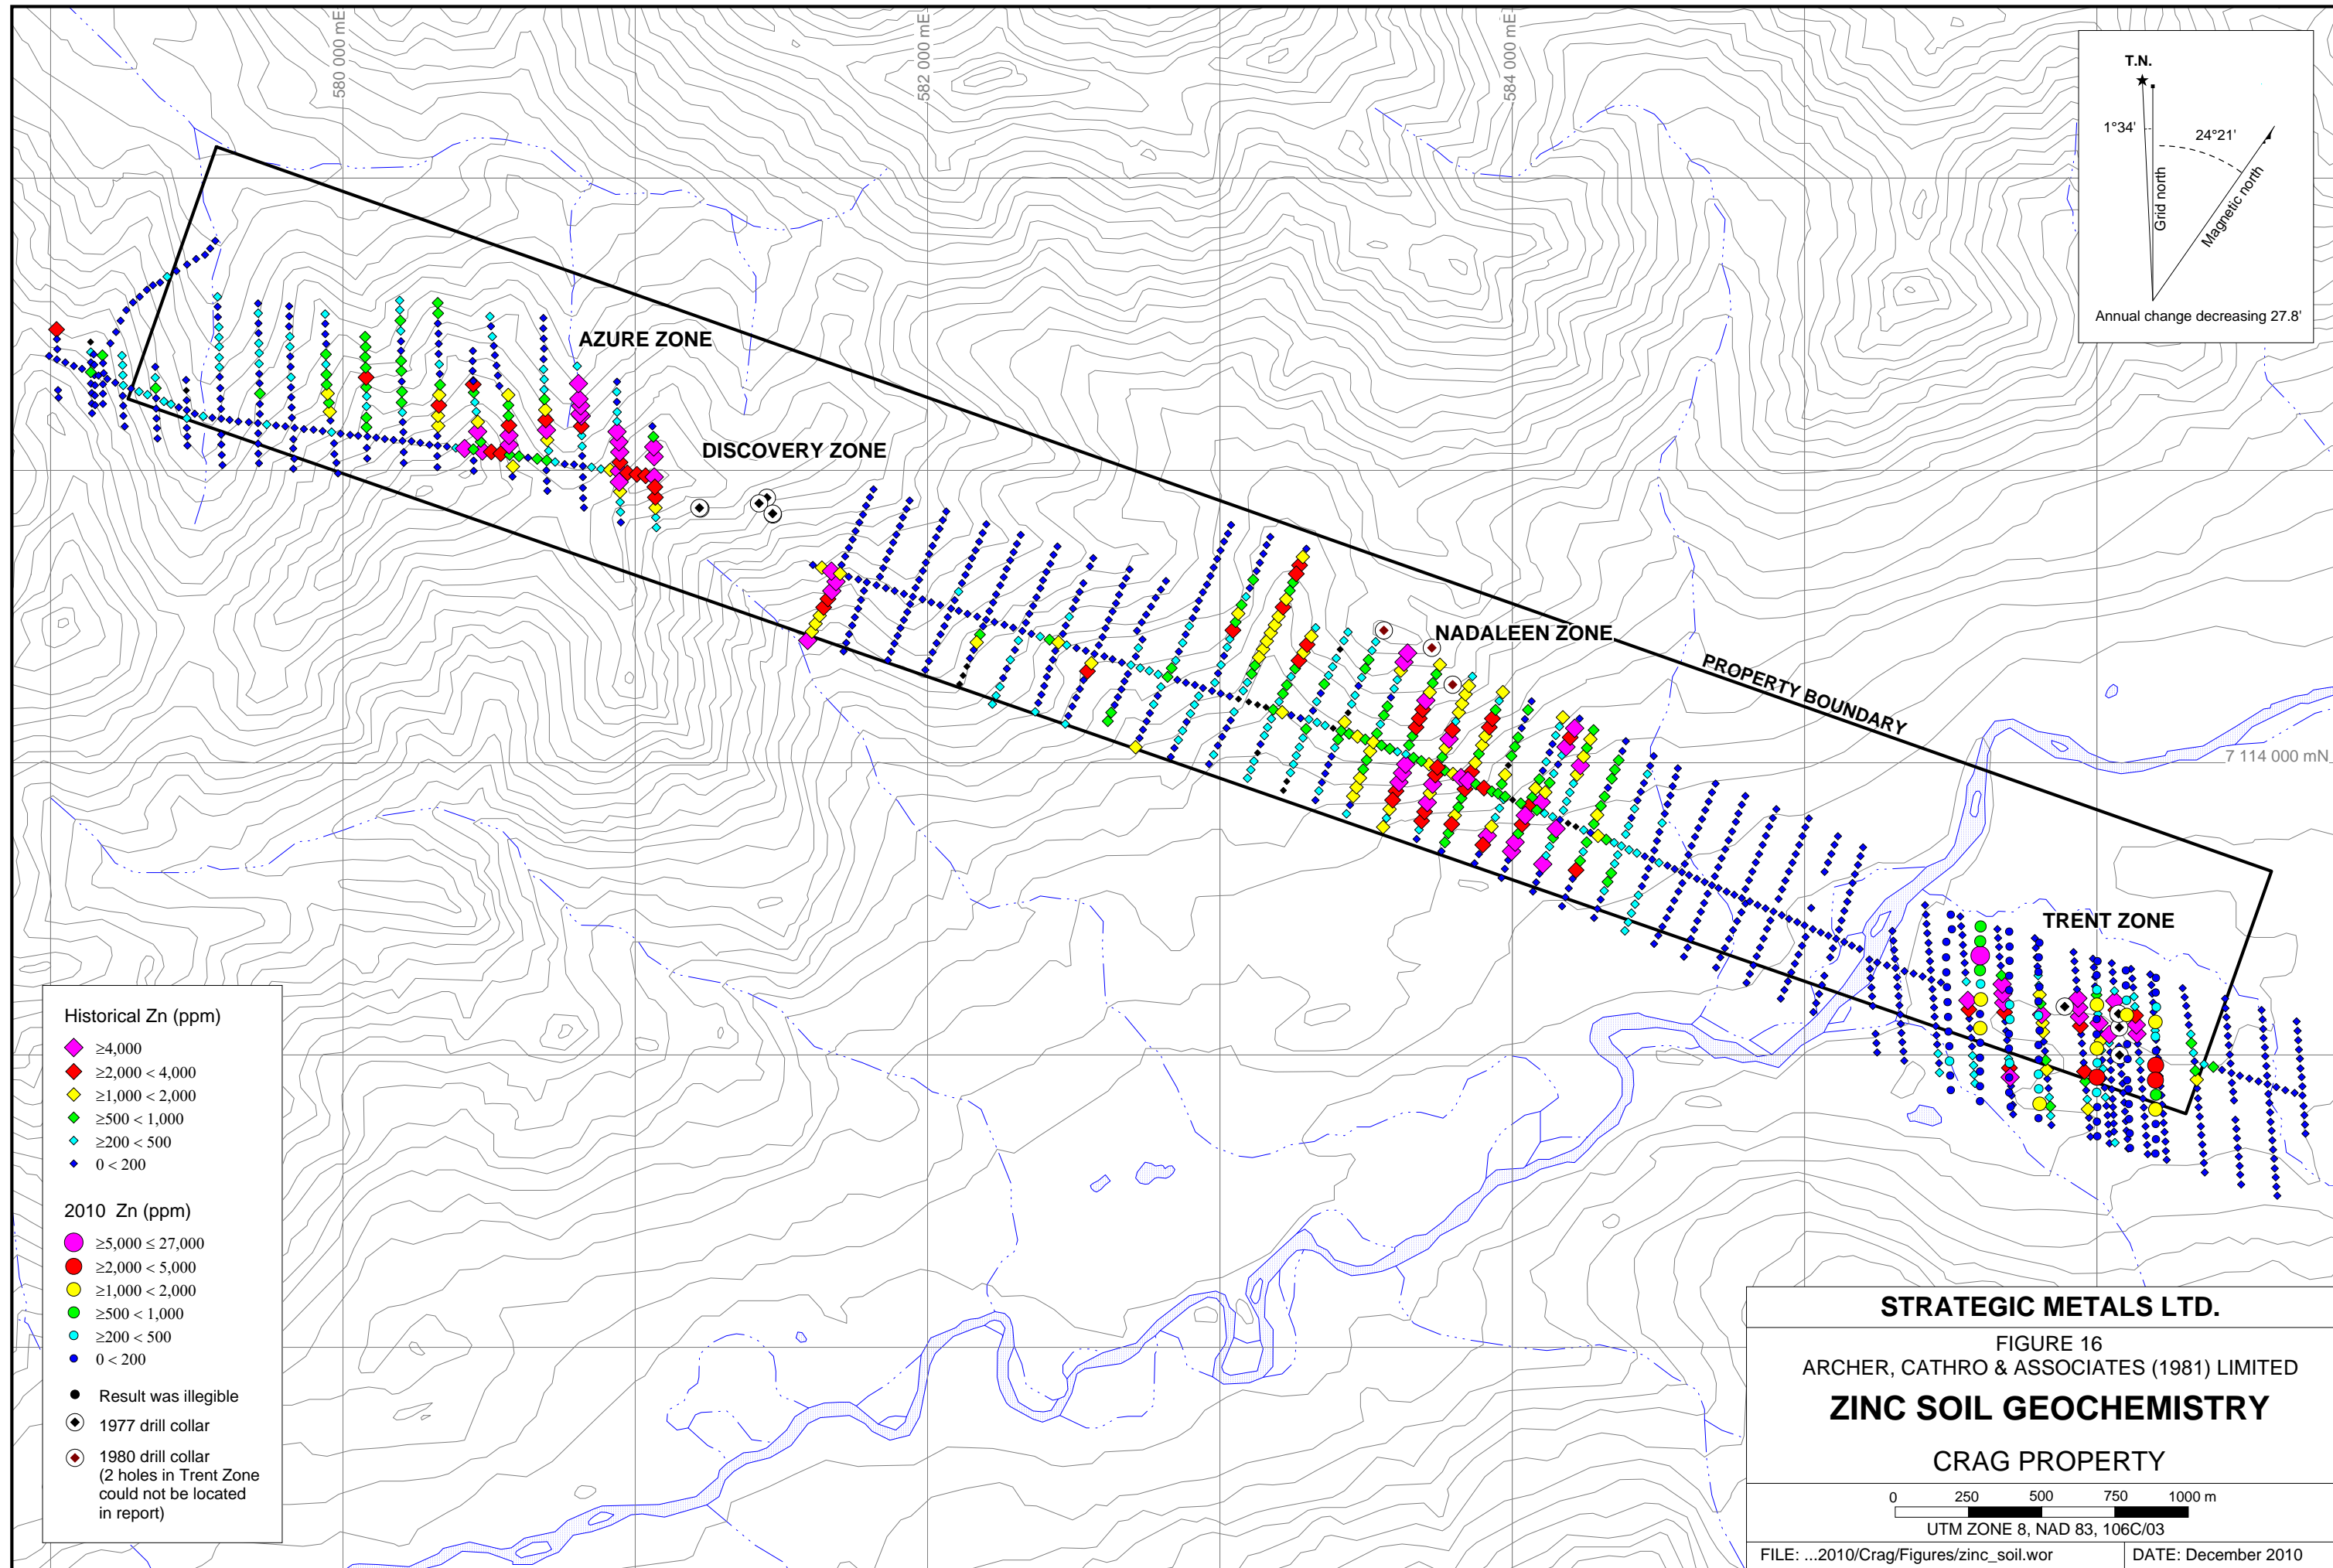 580 000 mE
582 000 mE
584 000 mE
T.N.
1°34'
24°21'
Grid north
Magnetic north
Annual change decreasing 27.8'
AZURE ZONE
DISCOVERY ZONE
NADALEEN ZONE
PROPERTY BOUNDARY
7 114 000 mN
TRENT ZONE
Historical Zn (ppm)
≥4,000
≥2,000 < 4,000
≥1,000 < 2,000
≥500 < 1,000
≥200 < 500
0 < 200
2010 Zn (ppm)
≥5,000 ≤ 27,000
≥2,000 < 5,000
≥1,000 < 2,000
≥500 < 1,000
≥200 < 500
0 < 200
Result was illegible
1977 drill collar
1980 drill collar
(2 holes in Trent Zone
could not be located
in report)
STRATEGIC METALS LTD.
FIGURE 16
ARCHER, CATHRO & ASSOCIATES (1981) LIMITED
ZINC SOIL GEOCHEMISTRY
CRAG PROPERTY
0 250 500 750 1000 m
UTM ZONE 8, NAD 83, 106C/03
FILE: ...2010/Crag/Figures/zinc_soil.wor
DATE: December 2010